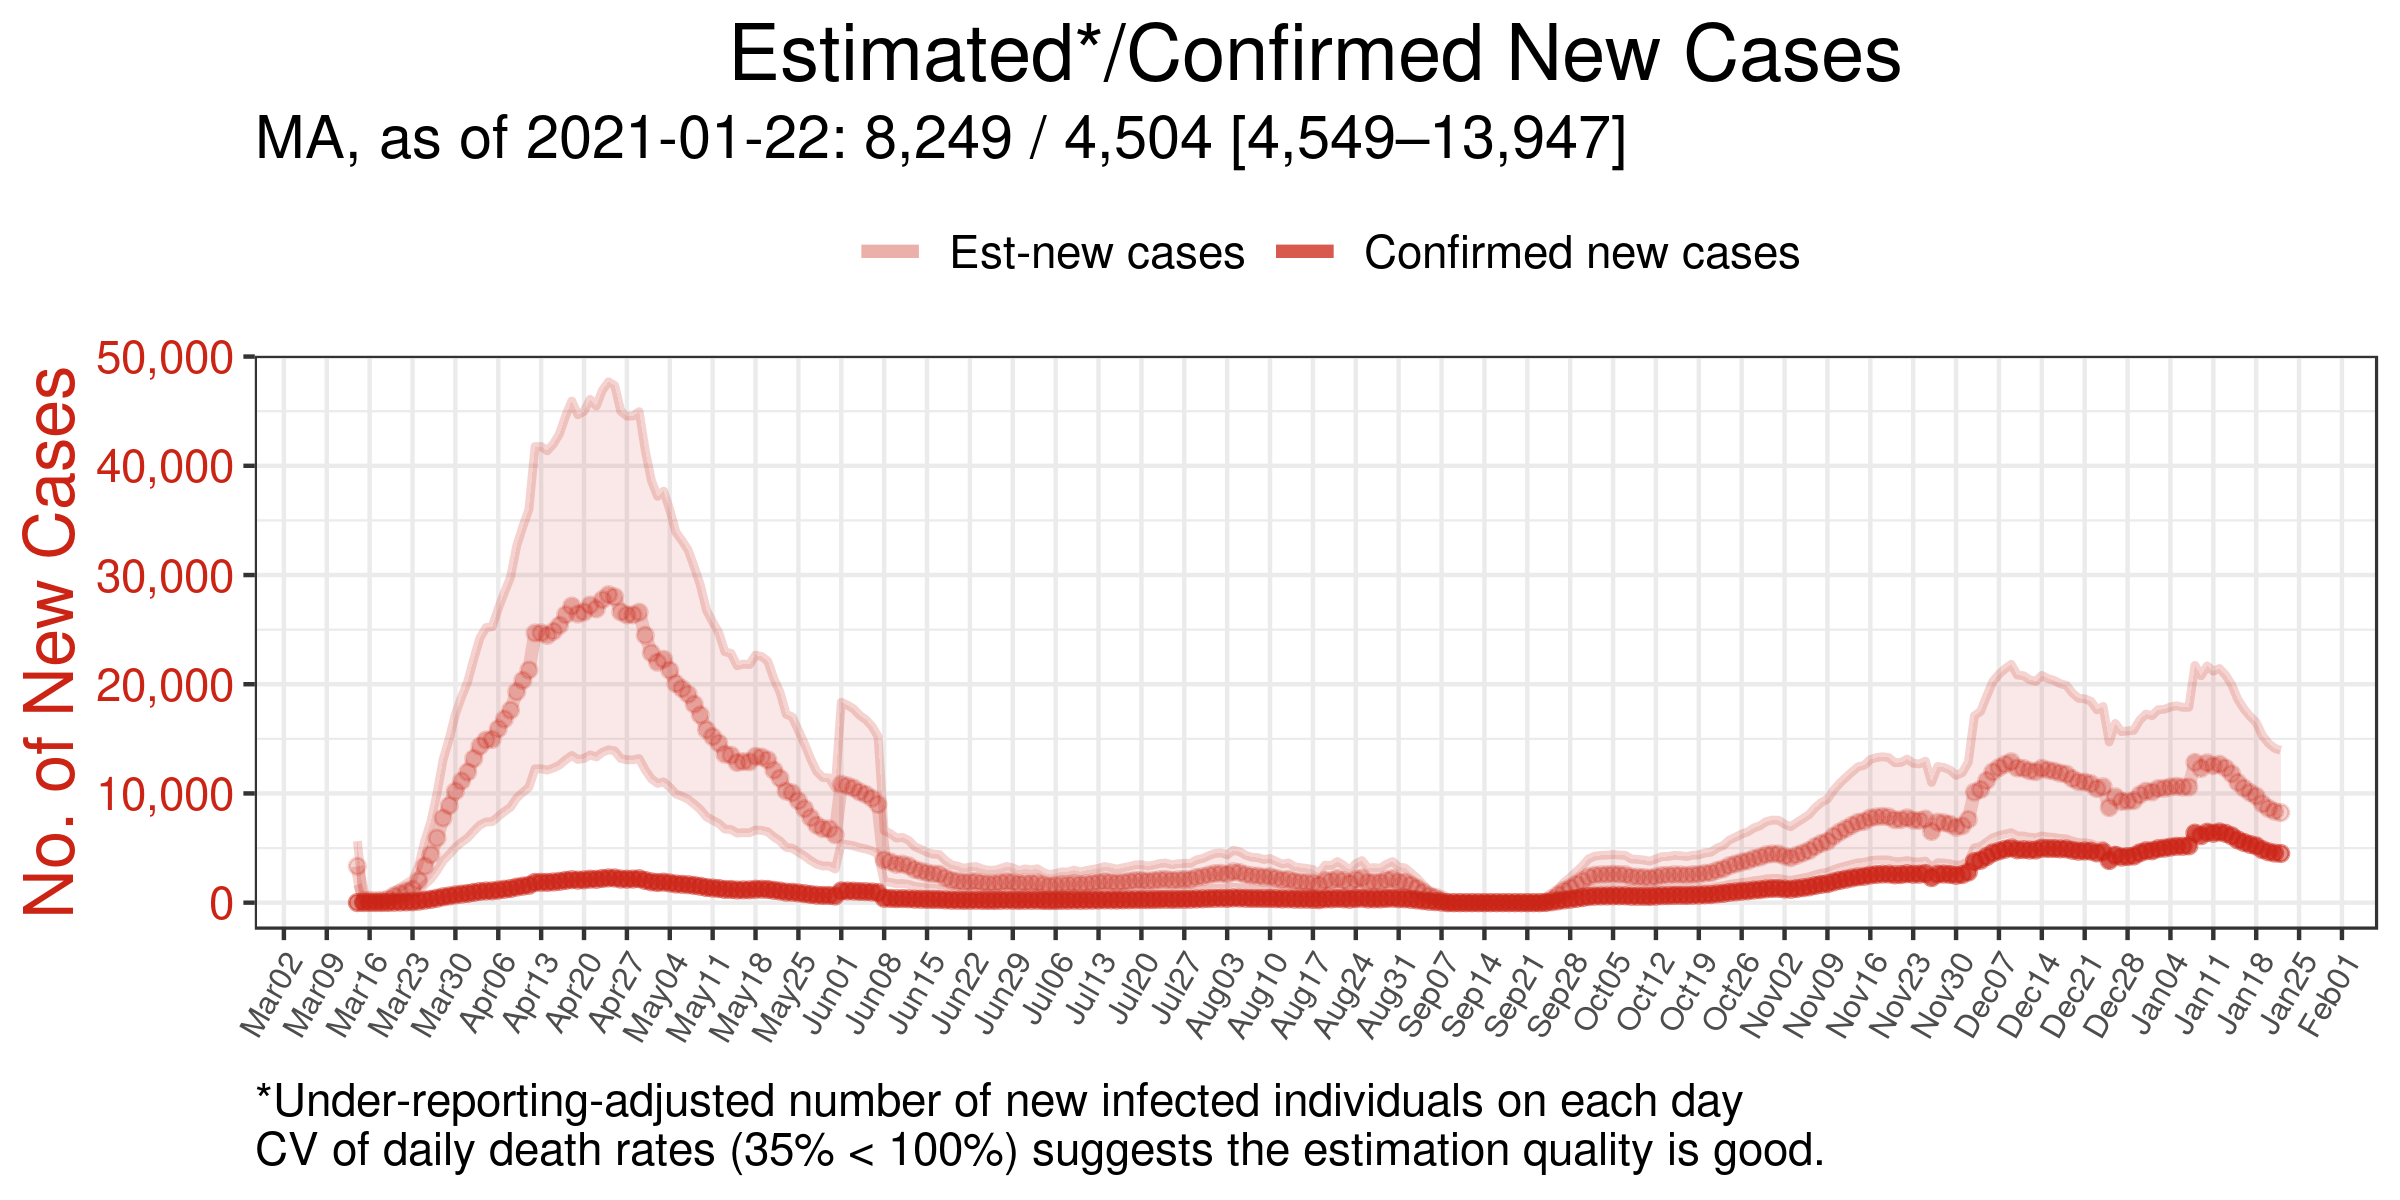 Estimated*/Confirmed New Cases
MA, as of 2021-01-22: 8,249 / 4,504 [4,549–13,947]
Est-new cases Confirmed new cases
No. of New Cases
50,000
40,000
30,000
20,000
10,000
0
Mar02 Mar09 Mar16 Mar23 Mar30 Apr06 Apr13 Apr20 Apr27 May04 May11 May18 May25 Jun01 Jun08 Jun15 Jun22 Jun29 Jul06 Jul13 Jul20 Jul27 Aug03 Aug10 Aug17 Aug24 Aug31 Sep07 Sep14 Sep21 Sep28 Oct05 Oct12 Oct19 Oct26 Nov02 Nov09 Nov16 Nov23 Nov30 Dec07 Dec14 Dec21 Dec28 Jan04 Jan11 Jan18 Jan25 Feb01
*Under-reporting-adjusted number of new infected individuals on each day
CV of daily death rates (35% < 100%) suggests the estimation quality is good.